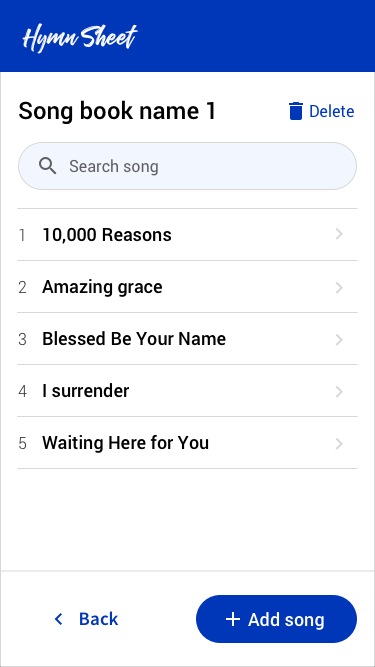 Hymn Sheet
Song book name 1
Delete
Search song
1 10,000 Reasons
2 Amazing grace
3 Blessed Be Your Name
4 I surrender
5 Waiting Here for You
Back
Add song